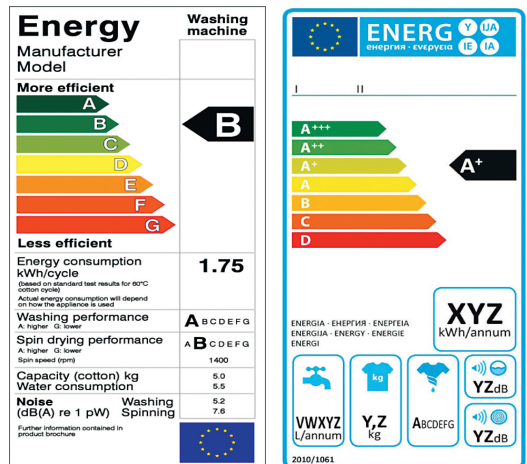 Energy
Washing
machine
Manufacturer
Model
More efficient
A
B
C
D
E
F
G
B
Less efficient
Energy consumption
kWh/cycle
1.75
(based on standard test results for 60°C
cotton cycle)
Actual energy consumption will depend
on how the appliance is used
Washing performance
A: higher G: lower
A B C D E F G
Spin drying performance
A: higher G: lower
A B C D E F G
Spin speed (rpm)
1400
Capacity (cotton) kg
5.0
Water consumption
5.5
Noise
(dB(A) re 1 pW)
Washing
5.2
Spinning
7.6
Further information contained in
product brochure
ENERG
енергия · ενεργεια
Y IJA
IE IA
I II
A+++
A++
A+
A
B
C
D
A+
XYZ
kWh/annum
ENERGIA · ЕНЕРГИЯ · ΕΝΕΡΓΕΙΑ
ENERGIJA · ENERGY · ENERGIE
ENERGI
VWXYZ
L/annum
kg
Y,Z
kg
ABCDEFG
YZdB
YZdB
2010/1061